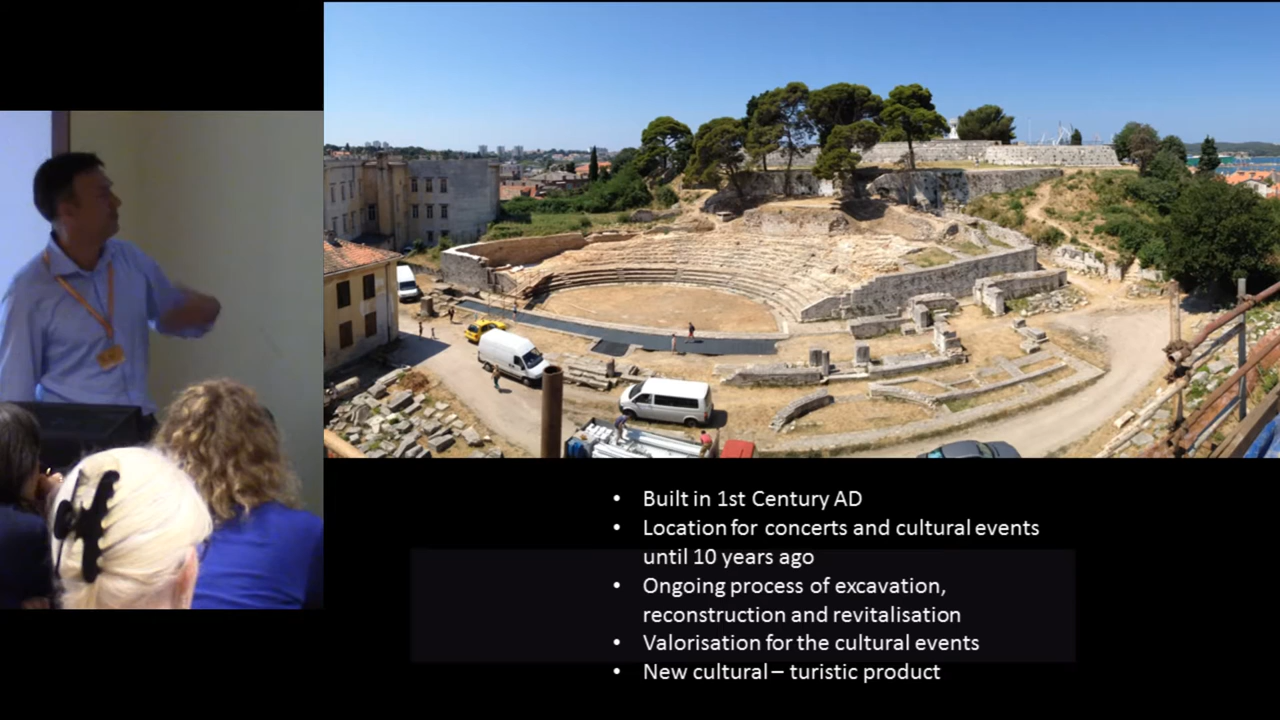 • Built in 1st Century AD
• Location for concerts and cultural events
until 10 years ago
• Ongoing process of excavation,
reconstruction and revitalisation
• Valorisation for the cultural events
• New cultural – turistic product